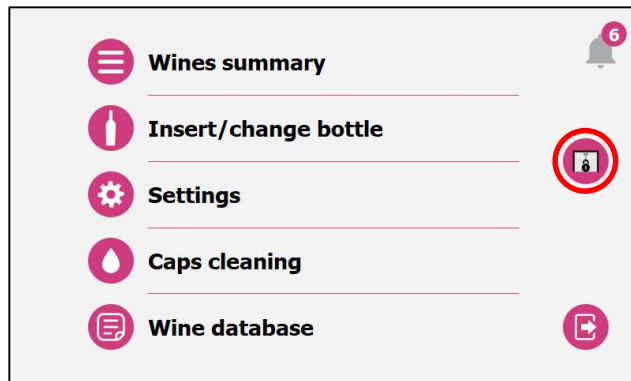 6
Wines summary
Insert/change bottle
Settings
Caps cleaning
Wine database